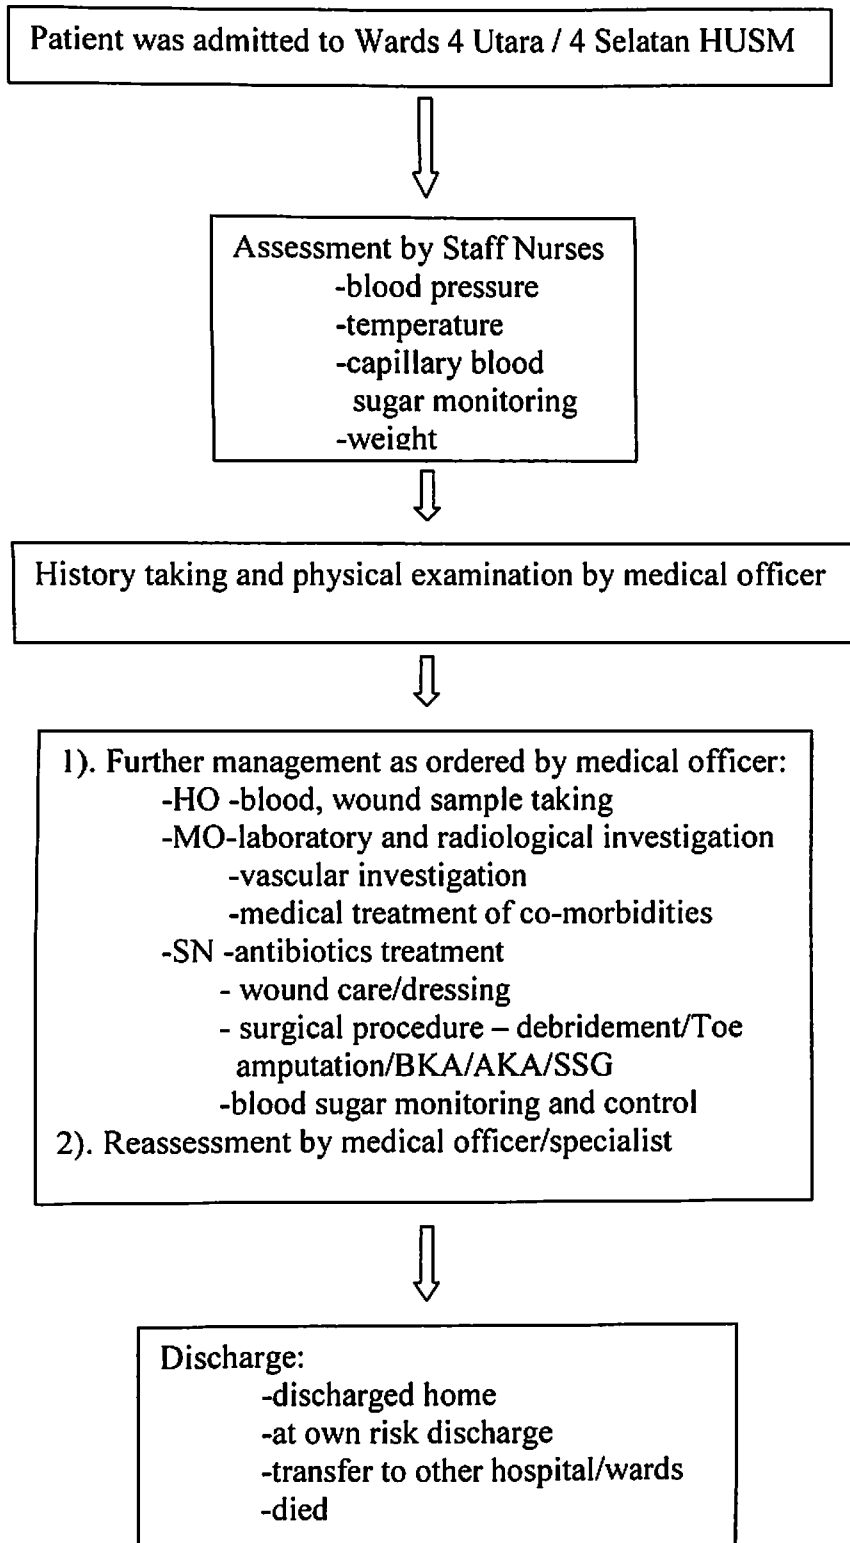 Patient was admitted to Wards 4 Utara / 4 Selatan HUSM
Assessment by Staff Nurses
-blood pressure
-temperature
-capillary blood
sugar monitoring
-weight
History taking and physical examination by medical officer
1). Further management as ordered by medical officer:
-HO -blood, wound sample taking
-MO-laboratory and radiological investigation
-vascular investigation
-medical treatment of co-morbidities
-SN -antibiotics treatment
- wound care/dressing
- surgical procedure – debridement/Toe
amputation/BKA/AKA/SSG
-blood sugar monitoring and control
2). Reassessment by medical officer/specialist
Discharge:
-discharged home
-at own risk discharge
-transfer to other hospital/wards
-died